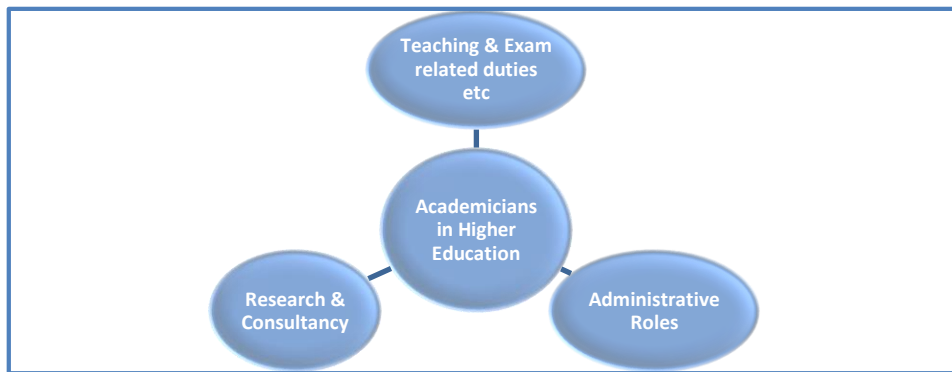 Teaching & Exam
related duties
etc
Academicians
in Higher
Education
Research &
Consultancy
Administrative
Roles